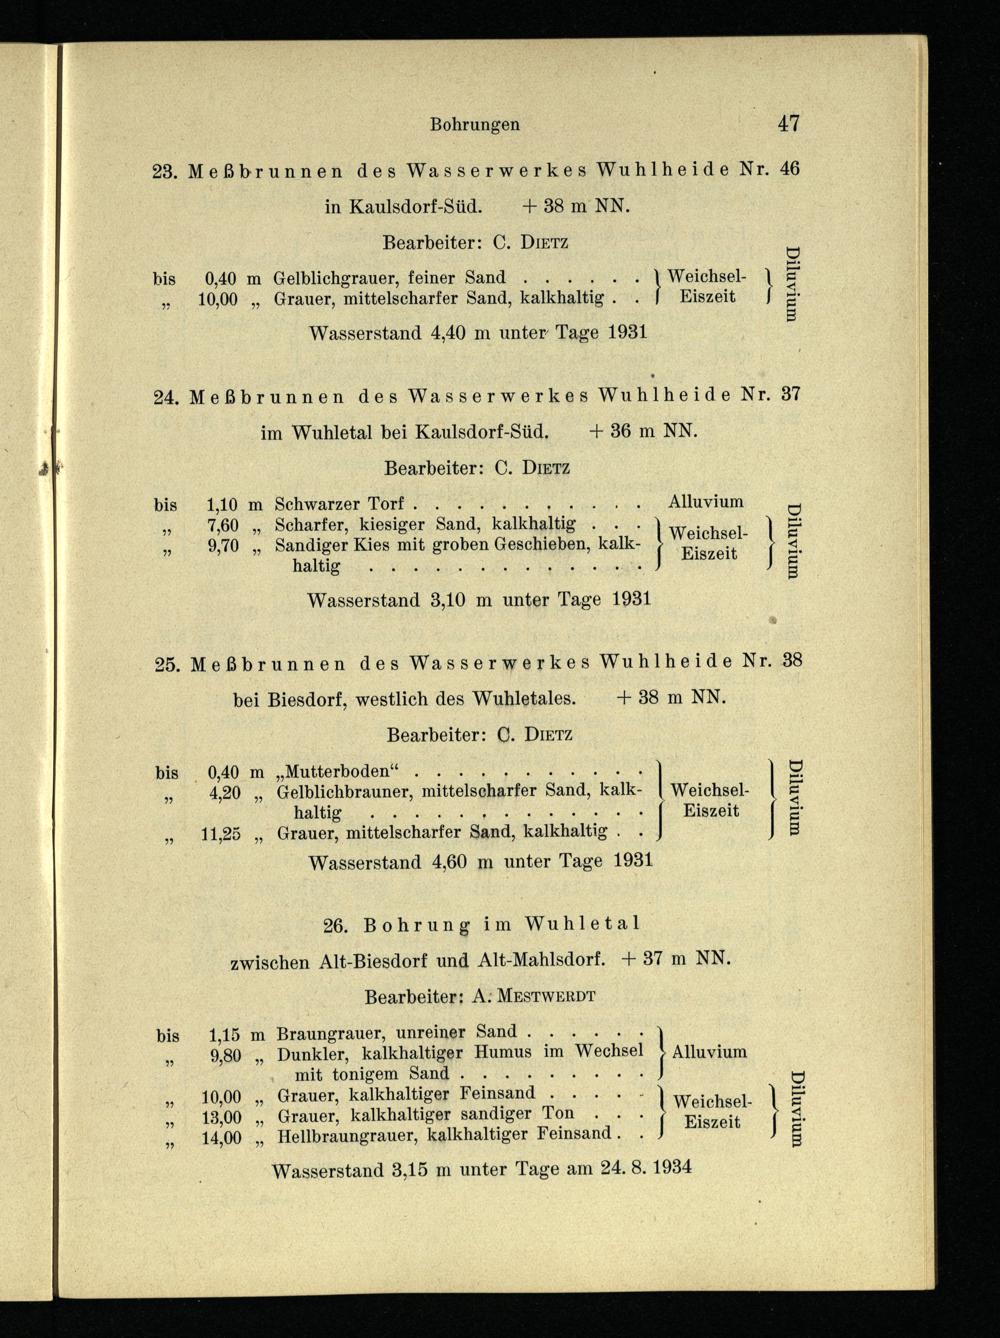 Bohrungen 47
23. Meßbrunnen des Wasserwerkes Wuhlheide Nr. 46
in Kaulsdorf-Süd. + 38 m NN.
Bearbeiter: C. DIETZ
bis 0,40 m Gelblichgrauer, feiner Sand . . . . . . } Weichsel- }
„ 10,00 „ Grauer, mittelscharfer Sand, kalkhaltig . . Eiszeit
Diluvium
Wasserstand 4,40 m unter Tage 1931
24. Meßbrunnen des Wasserwerkes Wuhlheide Nr. 37
im Wuhletal bei Kaulsdorf-Süd. + 36 m NN.
Bearbeiter: C. DIETZ
bis 1,10 m Schwarzer Torf . . . . . . . . . . . Alluvium
„ 7,60 „ Scharfer, kiesiger Sand, kalkhaltig . . . } Weichsel- }
„ 9,70 „ Sandiger Kies mit groben Geschieben, kalk- Eiszeit
haltig . . . . . . . . . . . . .
Diluvium
Wasserstand 3,10 m unter Tage 1931
25. Meßbrunnen des Wasserwerkes Wuhlheide Nr. 38
bei Biesdorf, westlich des Wuhletales. + 38 m NN.
Bearbeiter: C. DIETZ
bis 0,40 m „Mutterboden“ . . . . . . . . . . .
„ 4,20 „ Gelblichbrauner, mittelscharfer Sand, kalk- } Weichsel- }
haltig . . . . . . . . . . . . . Eiszeit
„ 11,25 „ Grauer, mittelscharfer Sand, kalkhaltig . .
Diluvium
Wasserstand 4,60 m unter Tage 1931
26. Bohrung im Wuhletal
zwischen Alt-Biesdorf und Alt-Mahlsdorf. + 37 m NN.
Bearbeiter: A. MESTWERDT
bis 1,15 m Braungrauer, unreiner Sand . . . . . .
„ 9,80 „ Dunkler, kalkhaltiger Humus im Wechsel } Alluvium
mit tonigem Sand . . . . . . . . .
„ 10,00 „ Grauer, kalkhaltiger Feinsand . . . . . } Weichsel- }
„ 13,00 „ Grauer, kalkhaltiger sandiger Ton . . . Eiszeit
„ 14,00 „ Hellbraungrauer, kalkhaltiger Feinsand . .
Diluvium
Wasserstand 3,15 m unter Tage am 24. 8. 1934